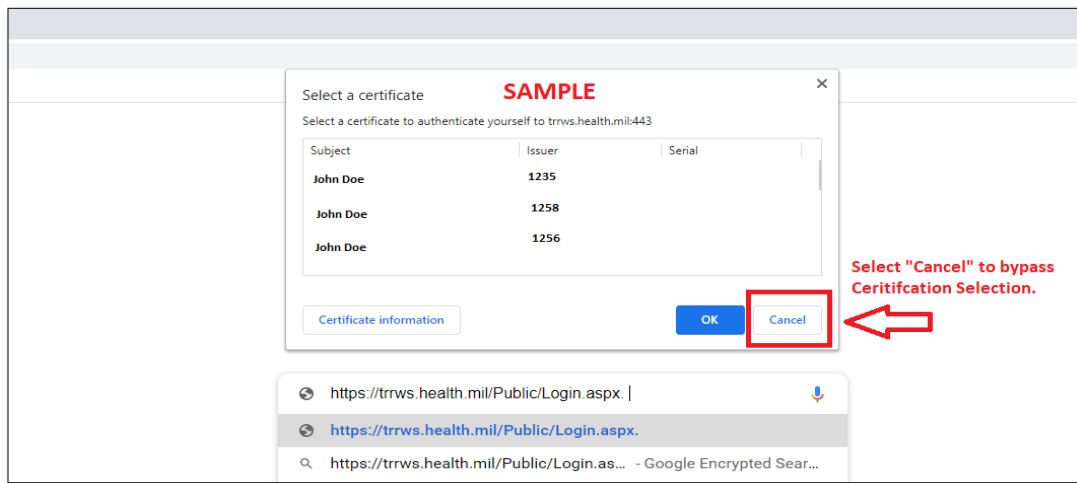 Select a certificate SAMPLE
Select a certificate to authenticate yourself to trrws.health.mil:443
Subject Issuer Serial
John Doe 1235
John Doe 1258
John Doe 1256
Select "Cancel" to bypass
Ceritifcation Selection.
Certificate information OK Cancel
https://trrws.health.mil/Public/Login.aspx.
https://trrws.health.mil/Public/Login.aspx.
https://trrws.health.mil/Public/Login.as... - Google Encrypted Sear...